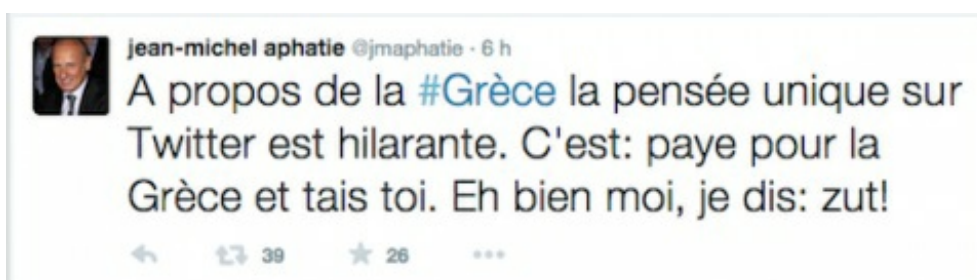 jean-michel aphatie @jmaphatie · 6 h
A propos de la #Grèce la pensée unique sur
Twitter est hilarante. C'est: paye pour la
Grèce et tais toi. Eh bien moi, je dis: zut!
39 26